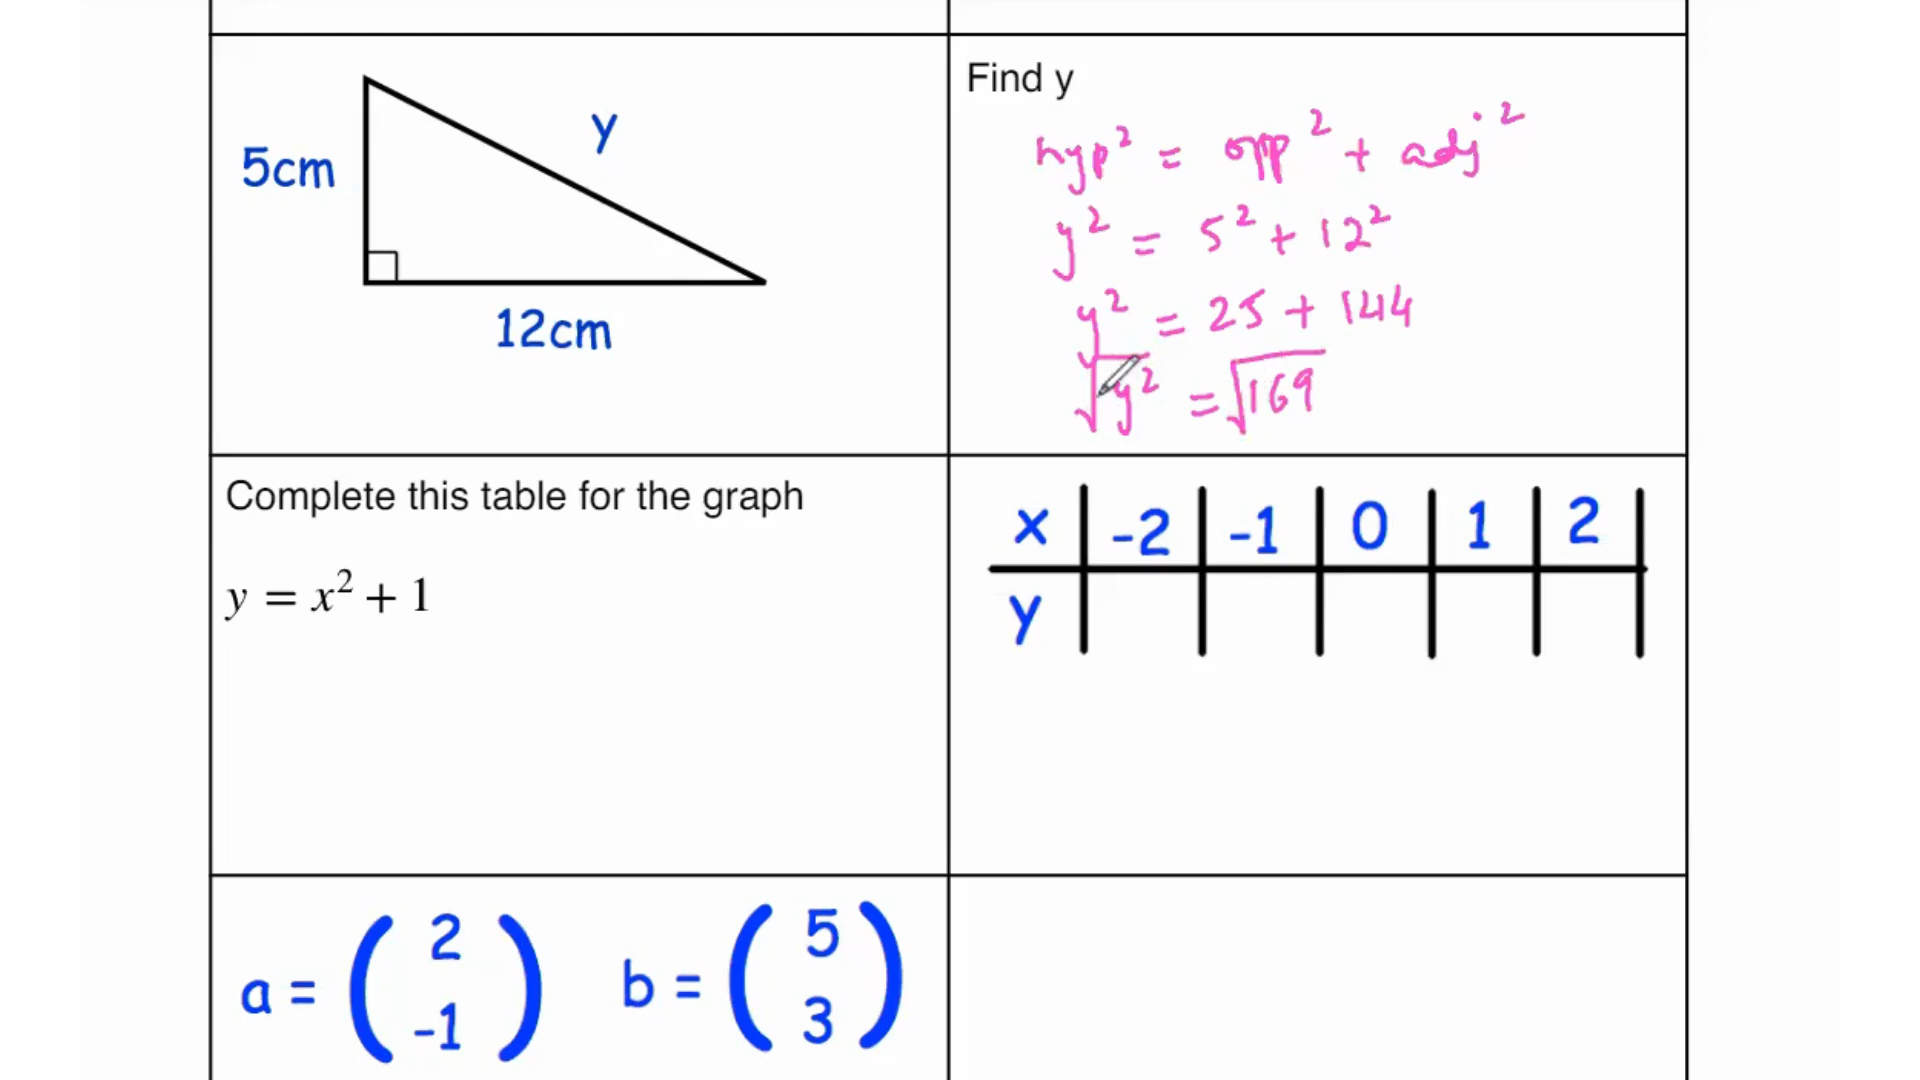 5cm
y
12cm
Find y
hyp² = opp² + adj²
y² = 5² + 12²
y² = 25 + 144
√y² = √169
Complete this table for the graph
y = x² + 1
x -2 -1 0 1 2
y
a = ( 2 -1 ) b = ( 5 3 )